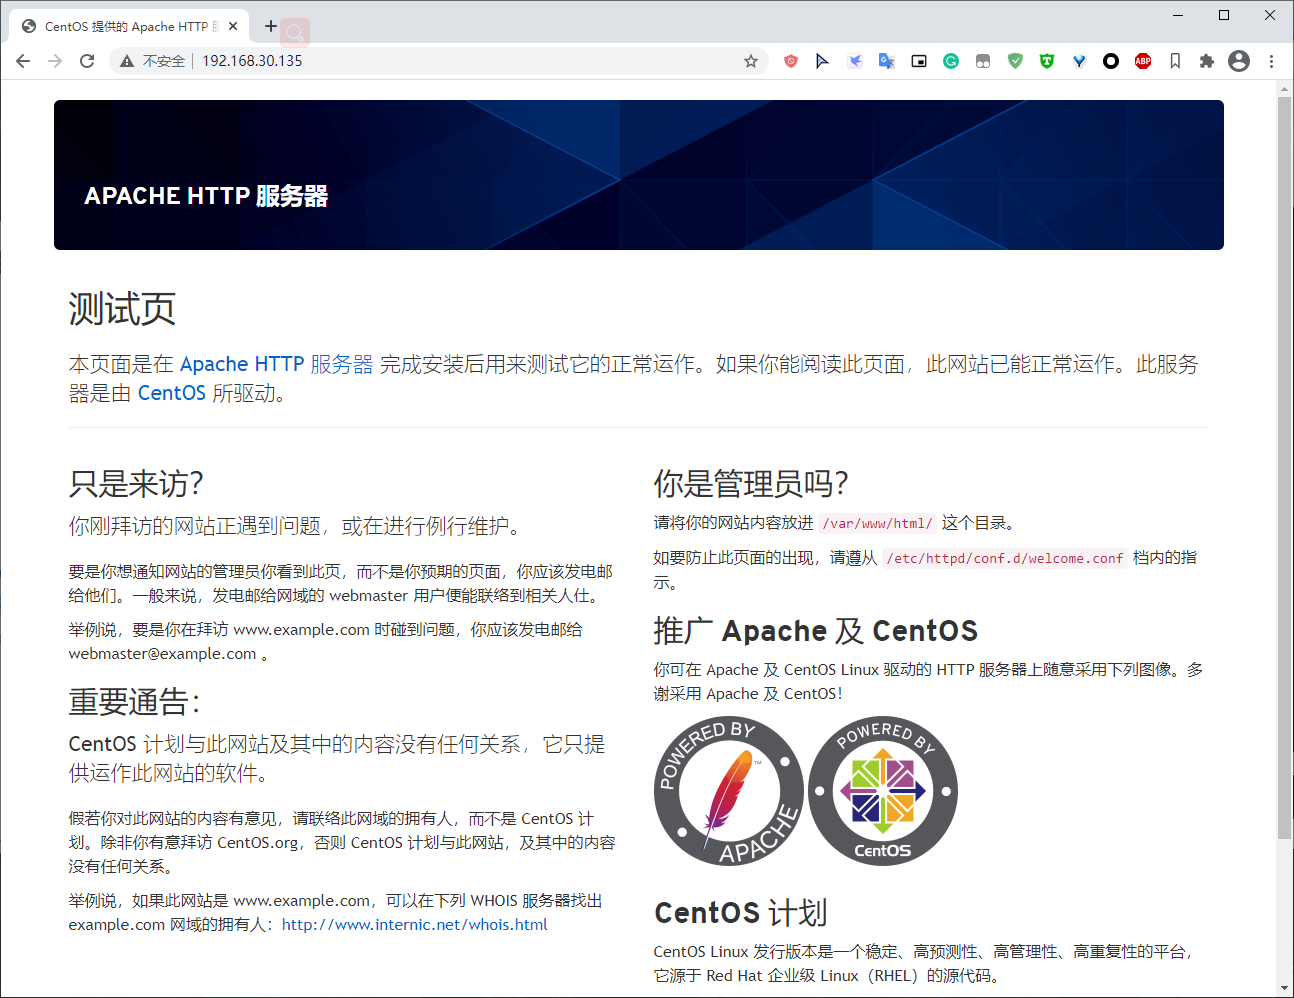 CentOS 提供的 Apache HTTP 服
不安全
192.168.30.135
ABP
APACHE HTTP 服务器
测试页
本页面是在 Apache HTTP 服务器 完成安装后用来测试它的正常运作。如果你能阅读此页面，此网站已能正常运作。此服务
器是由 CentOS 所驱动。
只是来访？
你刚拜访的网站正遇到问题，或在进行例行维护。
要是你想通知网站的管理员你看到此页，而不是你预期的页面，你应该发电邮
给他们。一般来说，发电邮给网域的 webmaster 用户便能联络到相关人仕。
举例说，要是你在拜访 www.example.com 时碰到问题，你应该发电邮给
webmaster@example.com 。
重要通告：
CentOS 计划与此网站及其中的内容没有任何关系，它只提
供运作此网站的软件。
假若你对此网站的内容有意见，请联络此网域的拥有人，而不是 CentOS 计
划。除非你有意拜访 CentOS.org，否则 CentOS 计划与此网站，及其中的内容
没有任何关系。
举例说，如果此网站是 www.example.com，可以在下列 WHOIS 服务器找出
example.com 网域的拥有人：http://www.internic.net/whois.html
你是管理员吗？
请将你的网站内容放进 /var/www/html/ 这个目录。
如要防止此页面的出现，请遵从 /etc/httpd/conf.d/welcome.conf 档内的指
示。
推广 Apache 及 CentOS
你可在 Apache 及 CentOS Linux 驱动的 HTTP 服务器上随意采用下列图像。多
谢采用 Apache 及 CentOS！
POWERED BY
™
APACHE
POWERED BY
CentOS
CentOS 计划
CentOS Linux 发行版本是一个稳定、高预测性、高管理性、高重复性的平台，
它源于 Red Hat 企业级 Linux（RHEL）的源代码。